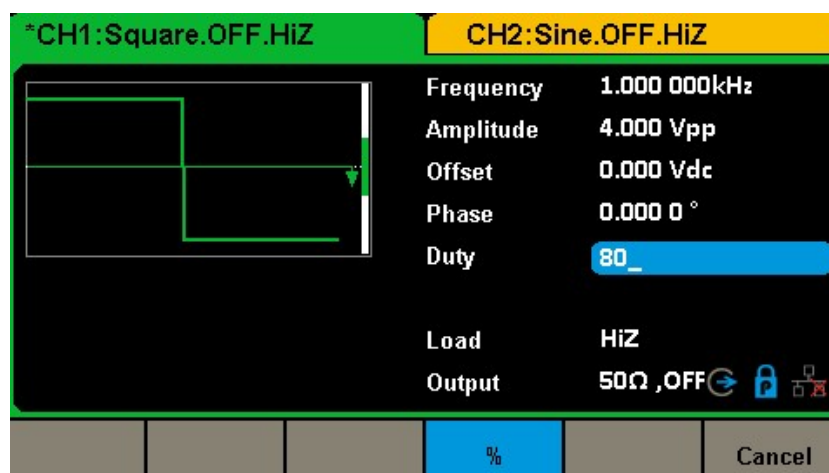 *CH1:Square.OFF.HiZ
CH2:Sine.OFF.HiZ
Frequency 1.000 000kHz
Amplitude 4.000 Vpp
Offset 0.000 Vdc
Phase 0.000 0 °
Duty 80_
Load HiZ
Output 50Ω ,OFF P
% Cancel